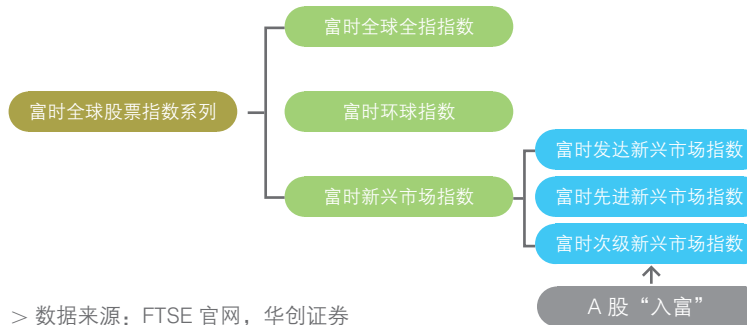 富时全球全指指数
富时全球股票指数系列
富时环球指数
富时发达新兴市场指数
富时新兴市场指数
富时先进新兴市场指数
富时次级新兴市场指数
A 股“入富”
> 数据来源：FTSE 官网，华创证券